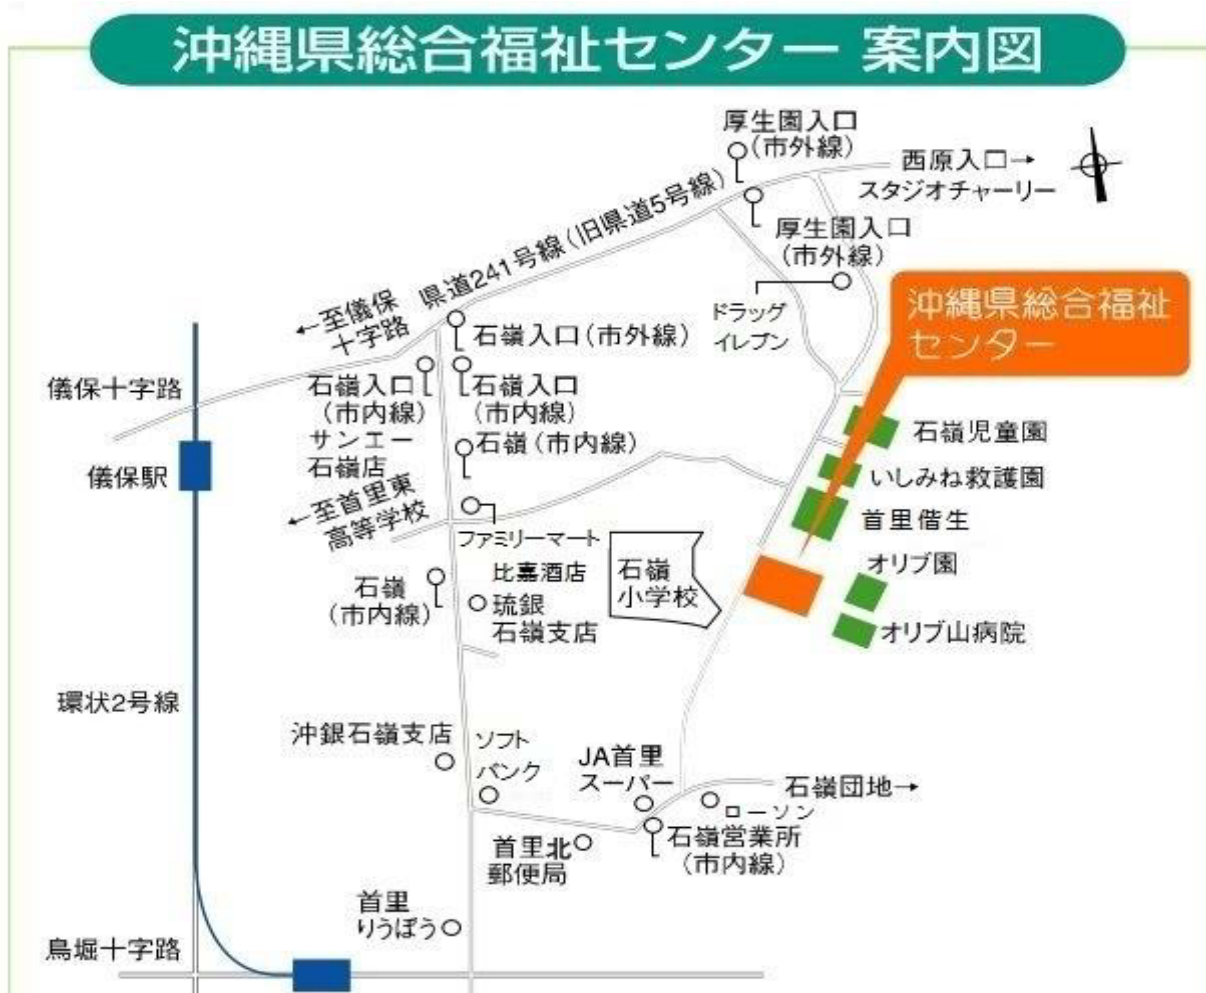 沖縄県総合福祉センター 案内図
厚生園入口
(市外線)
西原入口→
スタジオチャーリー
県道241号線(旧県道5号線)
厚生園入口
(市外線)
←至儀保
十字路
ドラッグ
イレブン
沖縄県総合福祉
センター
石嶺入口(市外線)
儀保十字路
石嶺入口
(市内線)
サンエー
石嶺店
石嶺入口
(市内線)
石嶺(市内線)
石嶺児童園
儀保駅
いしみね救護園
←至首里東
高等学校
首里偕生
ファミリーマート
比嘉酒店
石嶺
小学校
オリブ園
石嶺
(市内線)
琉銀
石嶺支店
オリブ山病院
環状2号線
沖銀石嶺支店
ソフト
バンク
JA首里
スーパー
石嶺団地→
ローソン
首里北
郵便局
石嶺営業所
(市内線)
首里
りうぼう
鳥堀十字路